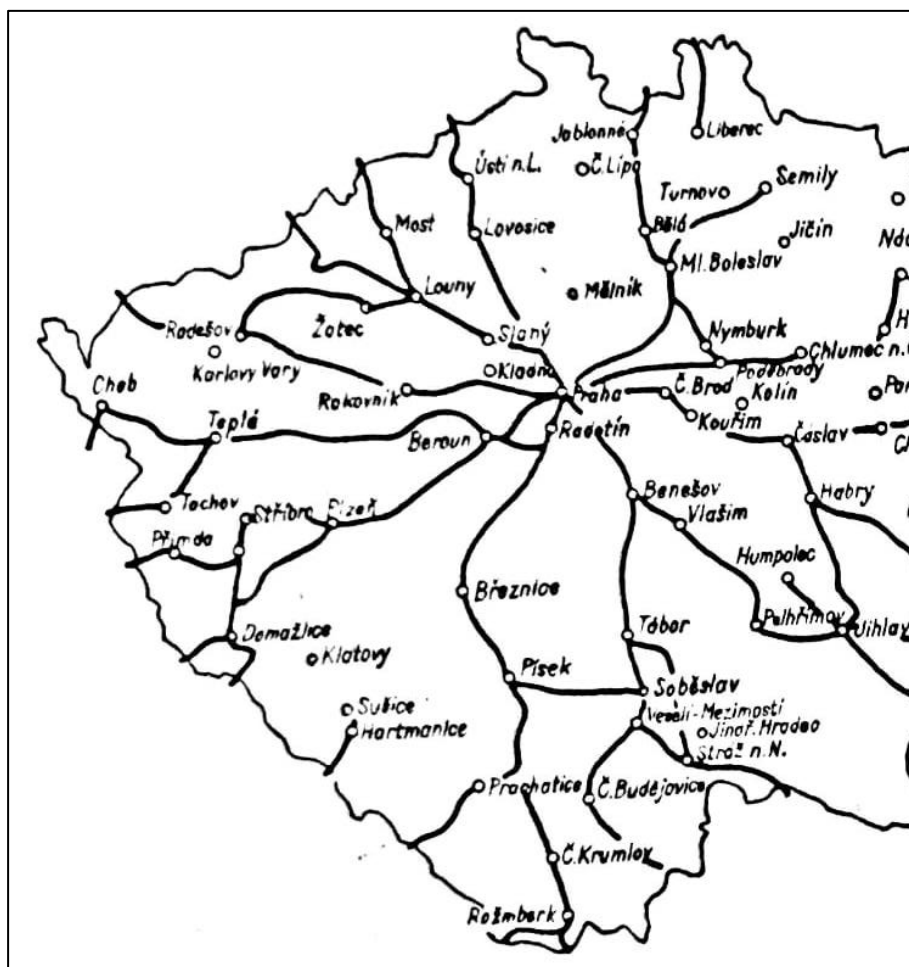 Jablonné
Liberec
Ústí n.L.
Č. Lípa
Turnov
Semily
Most
Lovosice
Bělá
Jičín
Ml. Boleslav
Mělník
Louny
Žatec
Slaný
Nymburk
Radešov
Karlovy Vary
Kladno
Chlumec n.C
Poděbrady
Cheb
Rakovník
Praha
Č. Brod
Kolín
Teplá
Beroun
Radotín
Kouřim
Čáslav
Tachov
Stříbro
Plzeň
Benešov
Habry
Přimda
Vlašim
Humpolec
Březnice
Domažlice
Tábor
Pelhřimov
Jihlav
Klatovy
Písek
Soběslav
Sušice
Veselí-Mezimostí
Hartmanice
Jindř. Hradec
Stráž n. N.
Prachatice
Č. Budějovice
Č. Krumlov
Rožmberk